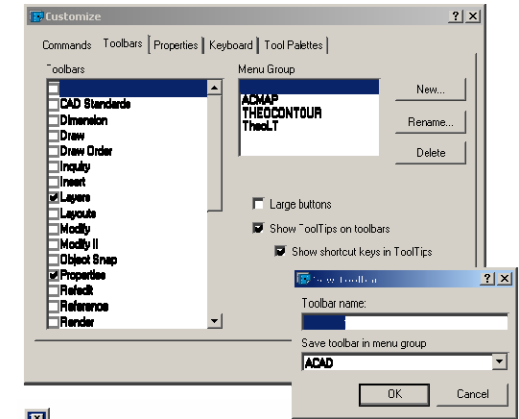 Customize
Commands Toolbars Properties Keyboard Tool Palettes
Toolbars
CAD Standards
Dimension
Draw
Draw Order
Inquiry
Insert
Layers
Layouts
Modify
Modify II
Object Snap
Properties
Refedit
Reference
Render
Menu Group
ACMAP
THEOCONTOUR
TheoLT
New...
Rename...
Delete
Large buttons
Show ToolTips on toolbars
Show shortcut keys in ToolTips
New Toolbar
Toolbar name:
Save toolbar in menu group
ACAD
OK Cancel